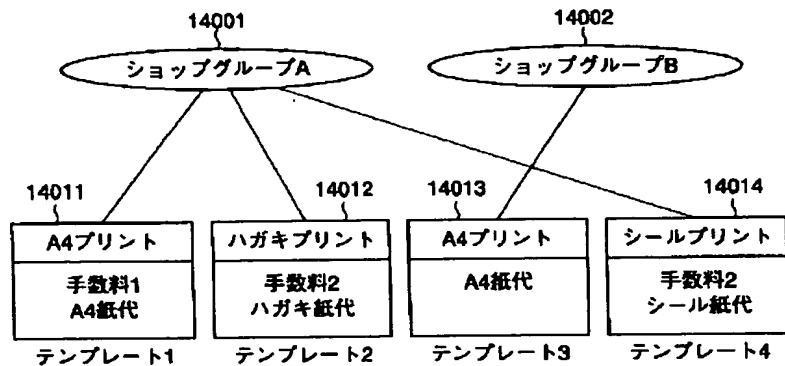 14001
14002
ショップグループA
ショップグループB
14011
14012
14013
14014
A4プリント
ハガキプリント
A4プリント
シールプリント
手数料1
A4紙代
手数料2
ハガキ紙代
A4紙代
手数料2
シール紙代
テンプレート1
テンプレート2
テンプレート3
テンプレート4